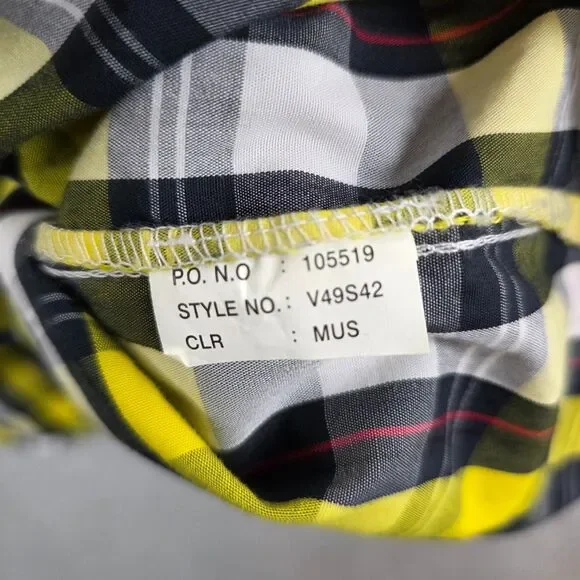 P.O. N.O : 105519
STYLE NO. : V49S42
CLR : MUS